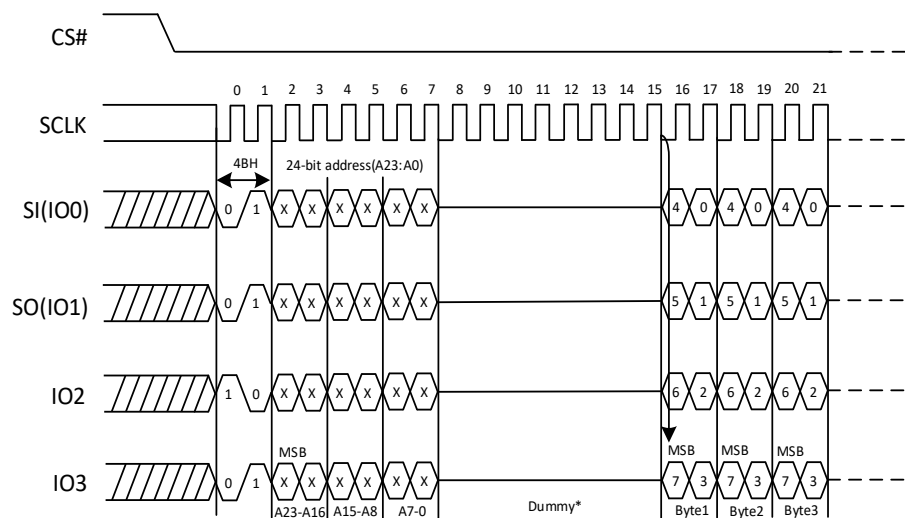 CS#
0 1 2 3 4 5 6 7 8 9 10 11 12 13 14 15 16 17 18 19 20 21
SCLK
4BH 24-bit address(A23:A0)
SI(IO0) 0 1 X X X X X X 4 0 4 0 4 0
SO(IO1) 0 1 X X X X X X 5 1 5 1 5 1
IO2 1 0 X X X X X X 6 2 6 2 6 2
MSB MSB MSB MSB
IO3 0 1 X X X X X X 7 3 7 3 7 3
A23-A16 A15-A8 A7-0 Dummy* Byte1 Byte2 Byte3